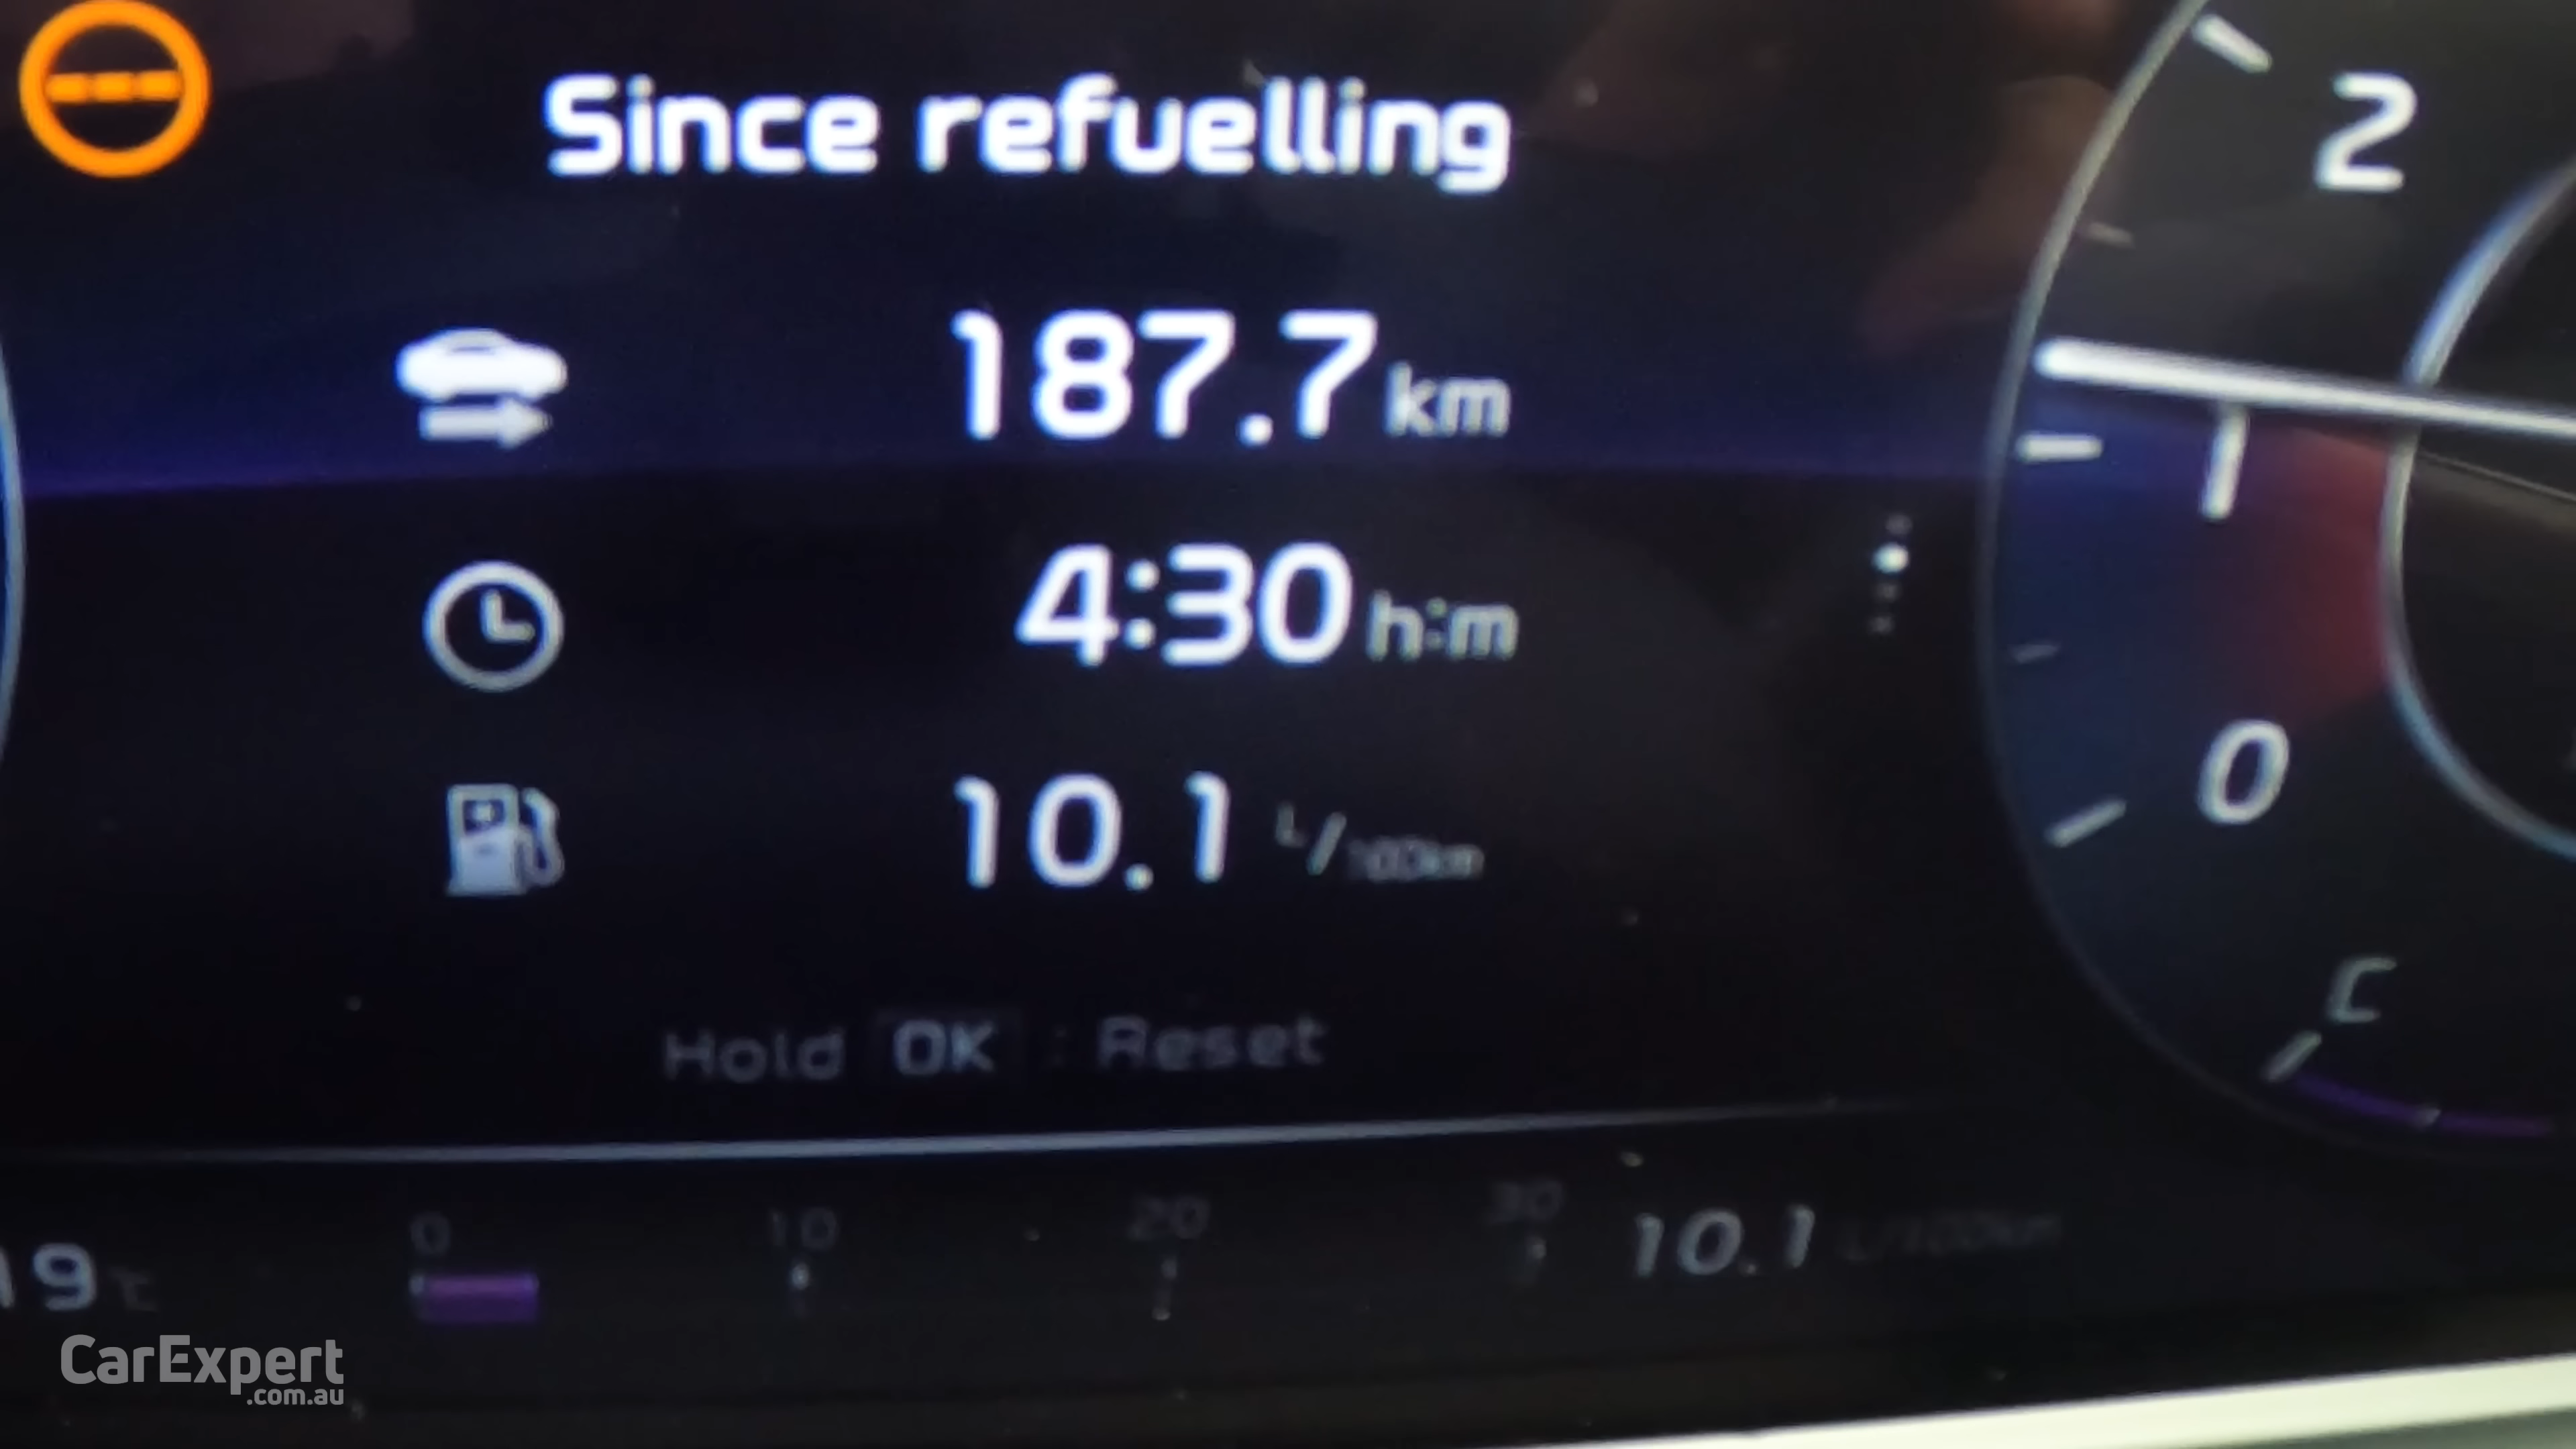 Since refuelling
187.7 km
4:30 h:m
10.1 L/100km
Hold OK : Reset
2
1
0
C
0 10 20 30
19 °C
10.1 L/100km
CarExpert
.com.au